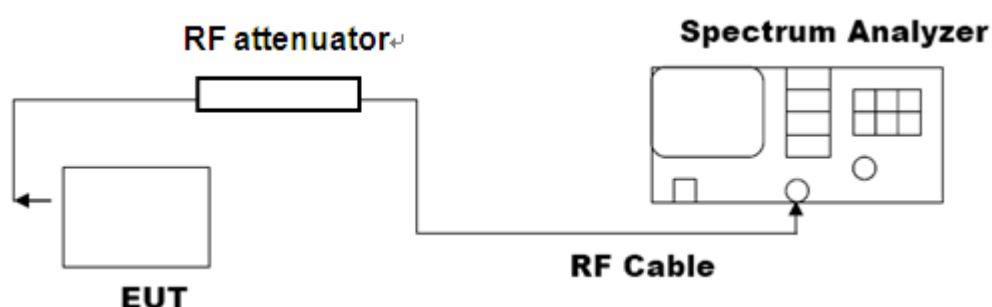 RF attenuator↵
Spectrum Analyzer
RF Cable
EUT